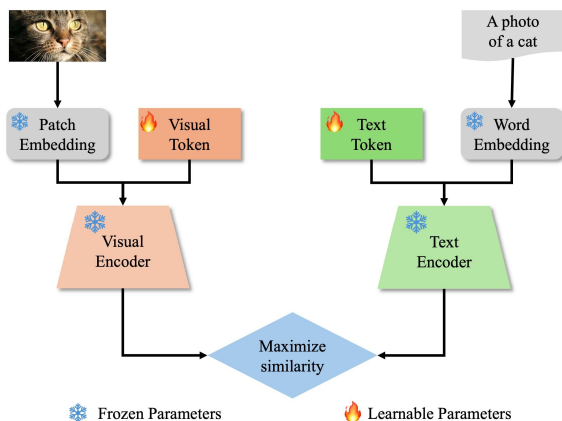 A photo
of a cat
Patch
Embedding
Visual
Token
Text
Token
Word
Embedding
Visual
Encoder
Text
Encoder
Maximize
similarity
Frozen Parameters
Learnable Parameters